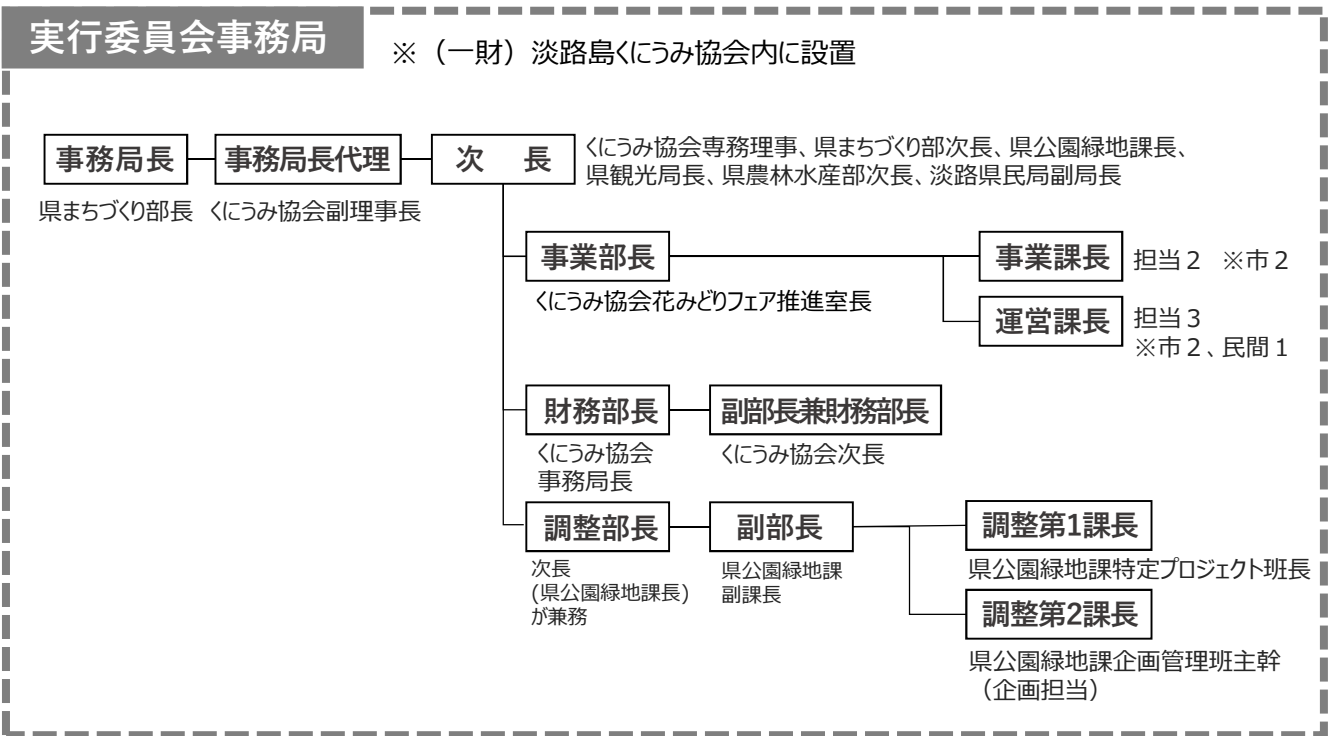 実行委員会事務局
※（一財）淡路島くにうみ協会内に設置
事務局長
県まちづくり部長
事務局長代理
くにうみ協会副理事長
次　長
くにうみ協会専務理事、県まちづくり部次長、県公園緑地課長、
県観光局長、県農林水産部次長、淡路県民局副局長
事業部長
くにうみ協会花みどりフェア推進室長
事業課長
担当２　※市２
運営課長
担当３
※市２、民間１
財務部長
くにうみ協会
事務局長
副部長兼財務部長
くにうみ協会次長
調整部長
次長
(県公園緑地課長)
が兼務
副部長
県公園緑地課
副課長
調整第1課長
県公園緑地課特定プロジェクト班長
調整第2課長
県公園緑地課企画管理班主幹
（企画担当）